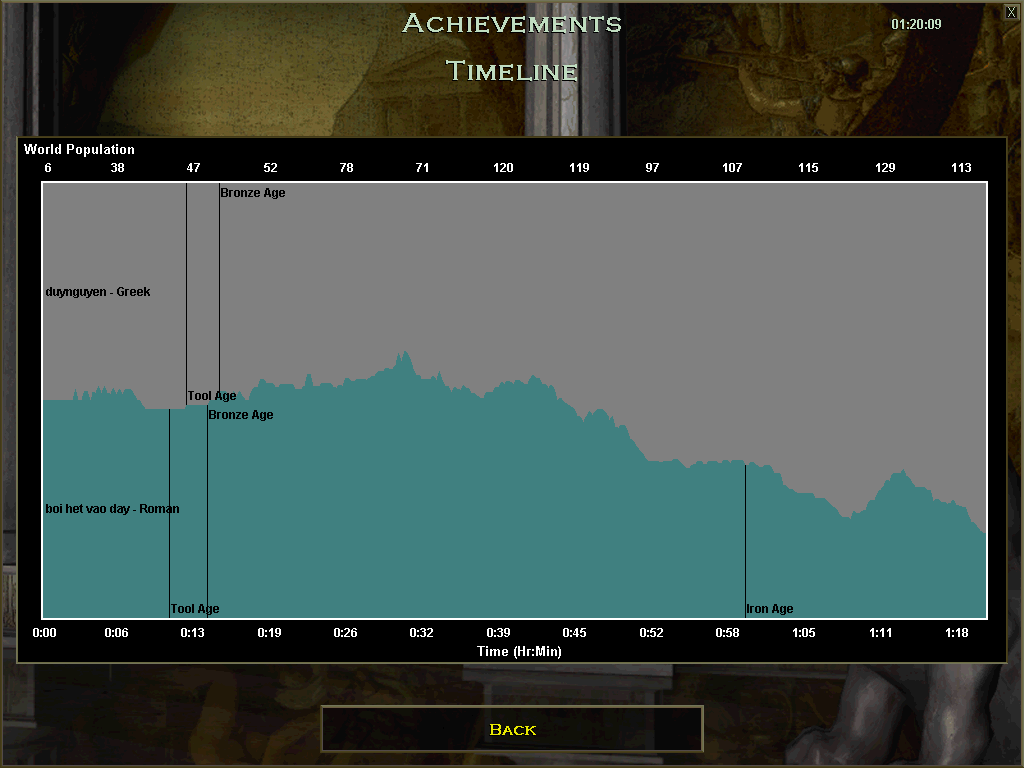 Achievements
01:20:09
X
Timeline
World Population
6 38 47 52 78 71 120 119 97 107 115 129 113
Bronze Age
duynguyen - Greek
Tool Age
Bronze Age
boi het vao day - Roman
Tool Age
Iron Age
0:00 0:06 0:13 0:19 0:26 0:32 0:39 0:45 0:52 0:58 1:05 1:11 1:18
Time (Hr:Min)
Back